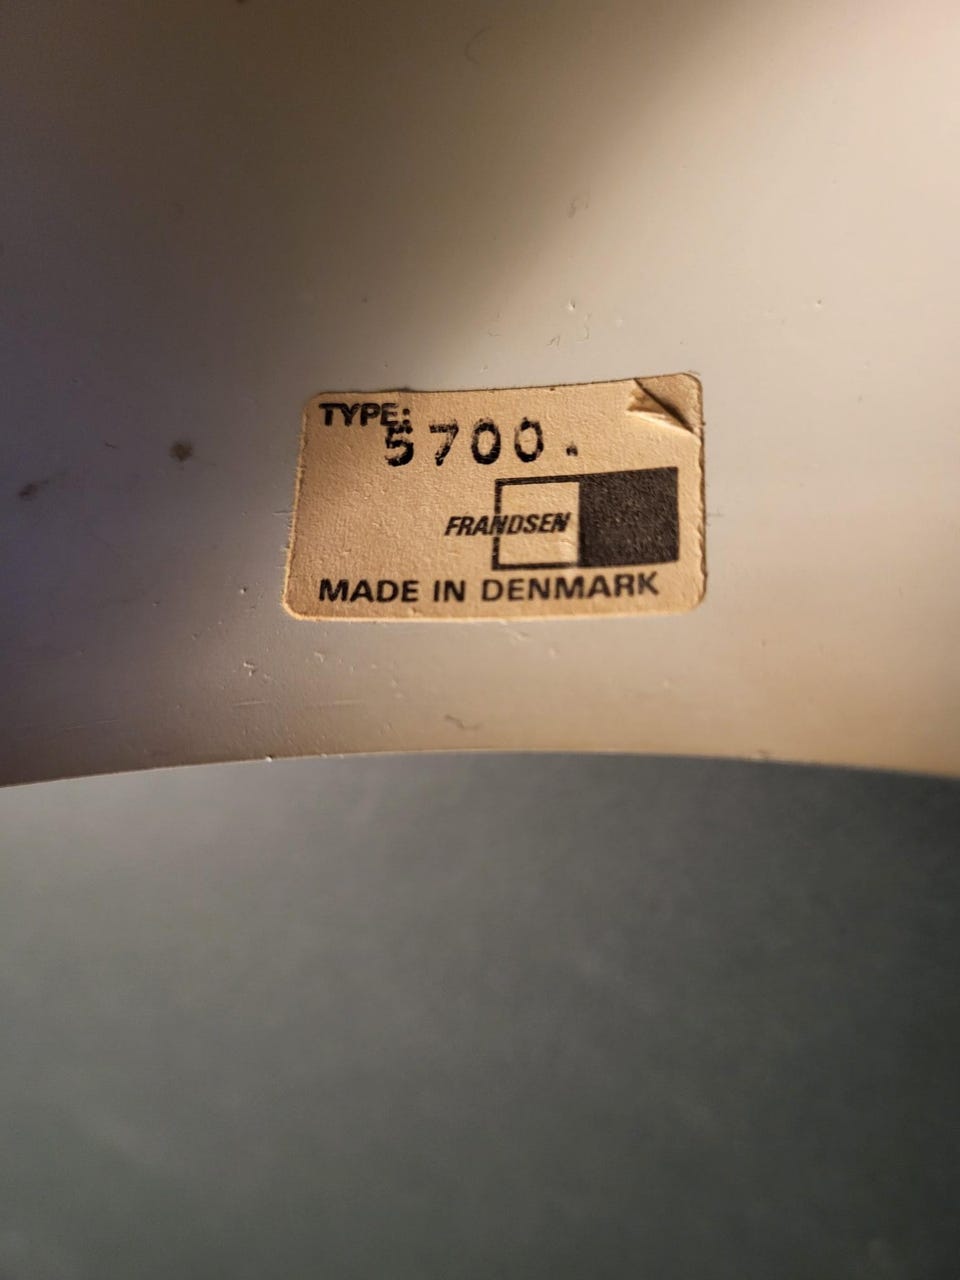 TYPE:
5700.
FRANDSEN
MADE IN DENMARK